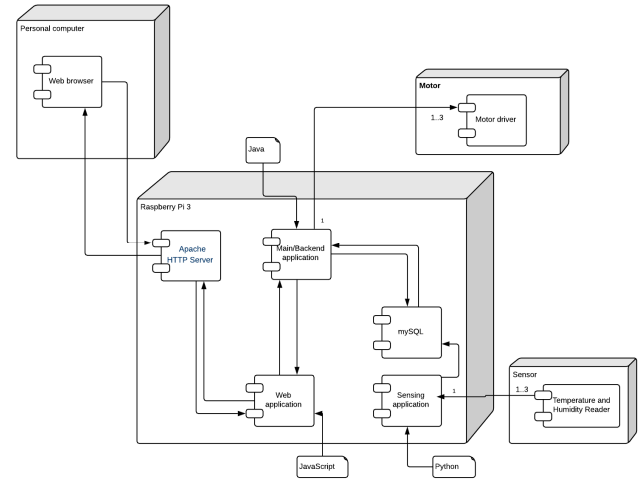 Personal computer
Web browser
Motor
Motor driver
1..3
Java
Raspberry Pi 3
1
Apache
HTTP Server
Main/Backend
application
mySQL
Web
application
Sensing
application
1
Sensor
1..3
Temperature and
Humidity Reader
JavaScript
Python